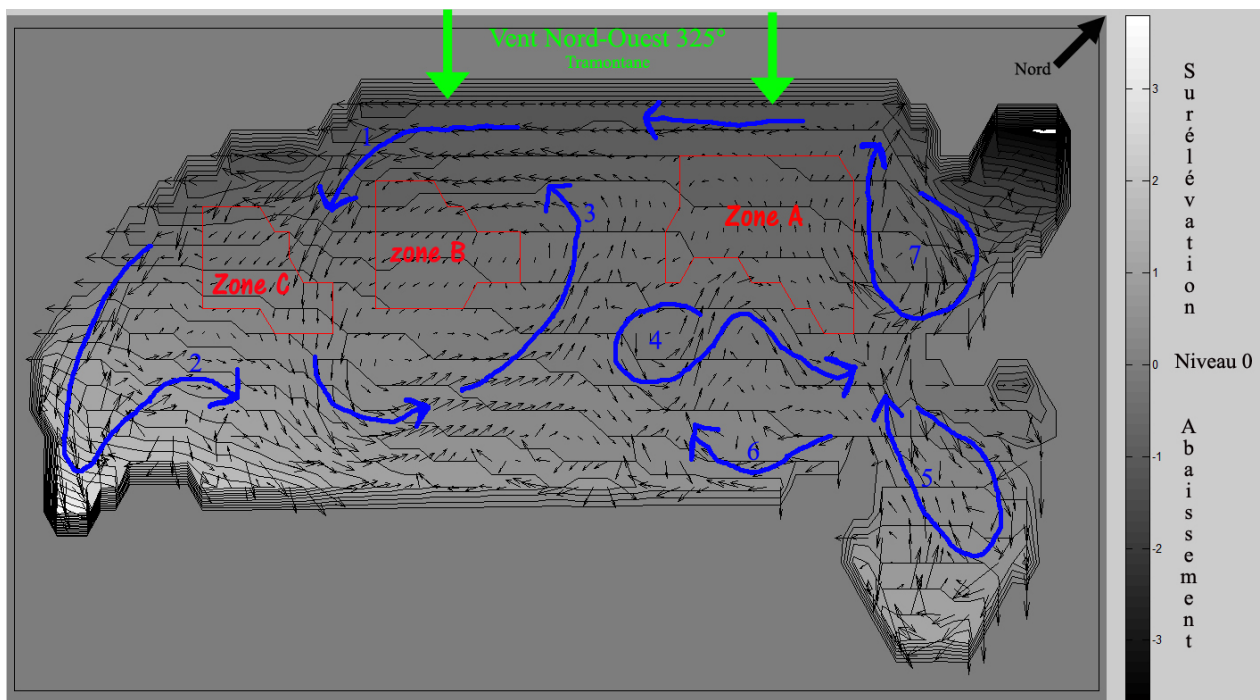 Vent Nord-Ouest 325°
Tramontane
Nord
1
2
3
4
5
6
7
Zone A
zone B
Zone C
3
2
1
0
-1
-2
-3
Surélévation
Niveau 0
Abaissement